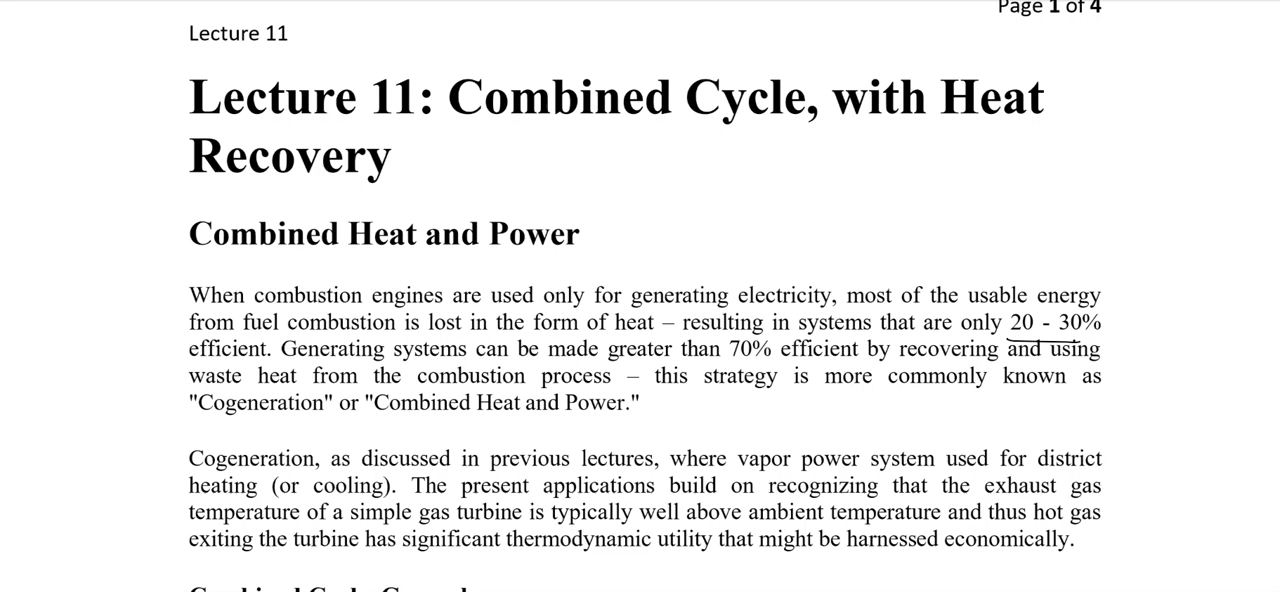 Page 1 of 4
Lecture 11
Lecture 11: Combined Cycle, with Heat
Recovery
Combined Heat and Power
When combustion engines are used only for generating electricity, most of the usable energy
from fuel combustion is lost in the form of heat – resulting in systems that are only 20 - 30%
efficient. Generating systems can be made greater than 70% efficient by recovering and using
waste heat from the combustion process – this strategy is more commonly known as
"Cogeneration" or "Combined Heat and Power."
Cogeneration, as discussed in previous lectures, where vapor power system used for district
heating (or cooling). The present applications build on recognizing that the exhaust gas
temperature of a simple gas turbine is typically well above ambient temperature and thus hot gas
exiting the turbine has significant thermodynamic utility that might be harnessed economically.